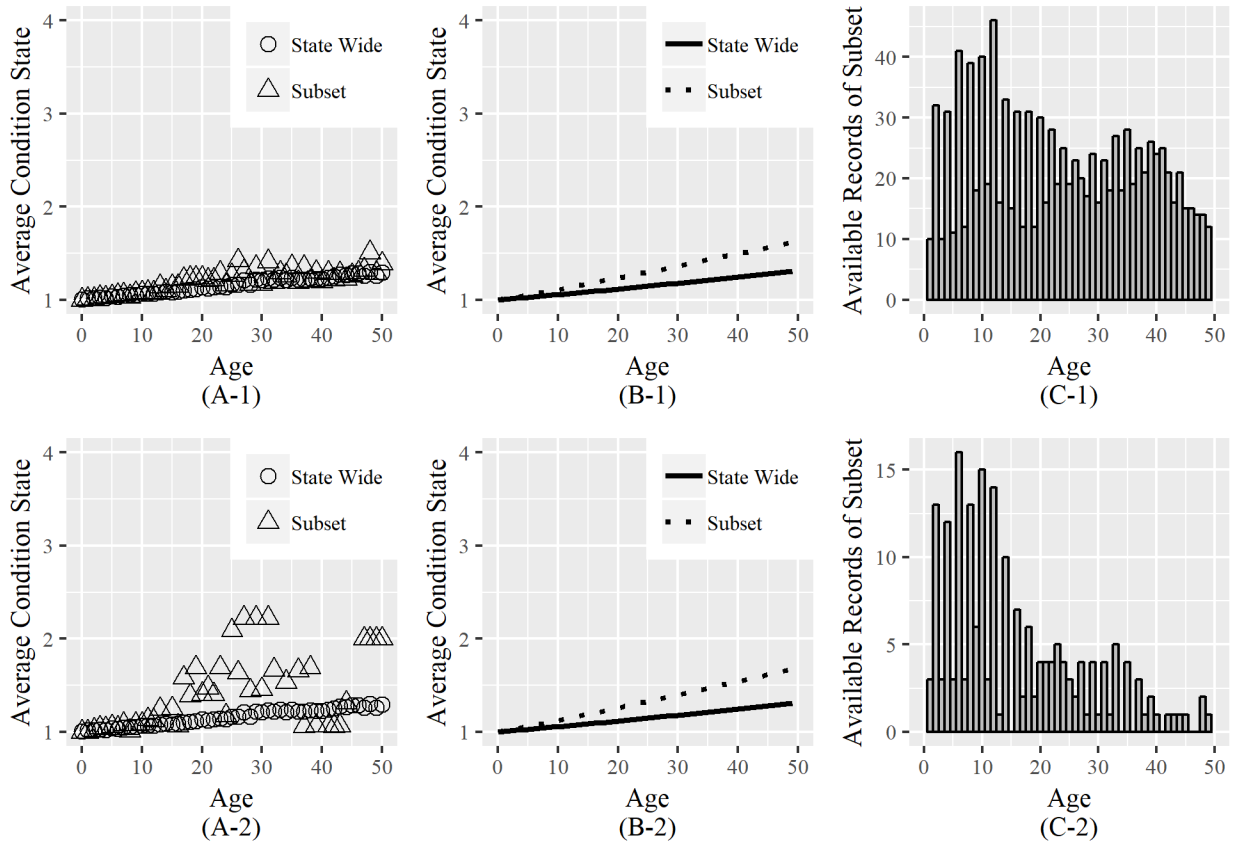 Average Condition State
4
3
2
1
State Wide
Subset
0 10 20 30 40 50
Age
(A-1)
Average Condition State
4
3
2
1
State Wide
Subset
0 10 20 30 40 50
Age
(B-1)
Available Records of Subset
40
30
20
10
0
0 10 20 30 40 50
Age
(C-1)
Average Condition State
4
3
2
1
State Wide
Subset
0 10 20 30 40 50
Age
(A-2)
Average Condition State
4
3
2
1
State Wide
Subset
0 10 20 30 40 50
Age
(B-2)
Available Records of Subset
15
10
5
0
0 10 20 30 40 50
Age
(C-2)